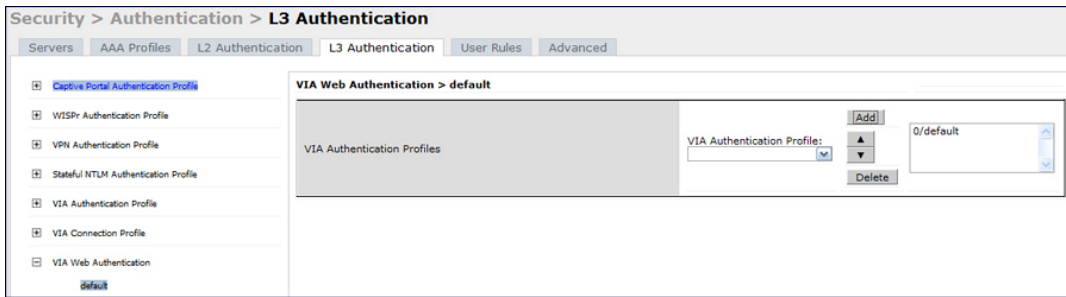 Security > Authentication > L3 Authentication
Servers AAA Profiles L2 Authentication L3 Authentication User Rules Advanced
Captive Portal Authentication Profile
WISPr Authentication Profile
VPN Authentication Profile
Stateful NTLM Authentication Profile
VIA Authentication Profile
VIA Connection Profile
VIA Web Authentication
default
VIA Web Authentication > default
VIA Authentication Profiles
VIA Authentication Profile:
Add
Delete
0/default